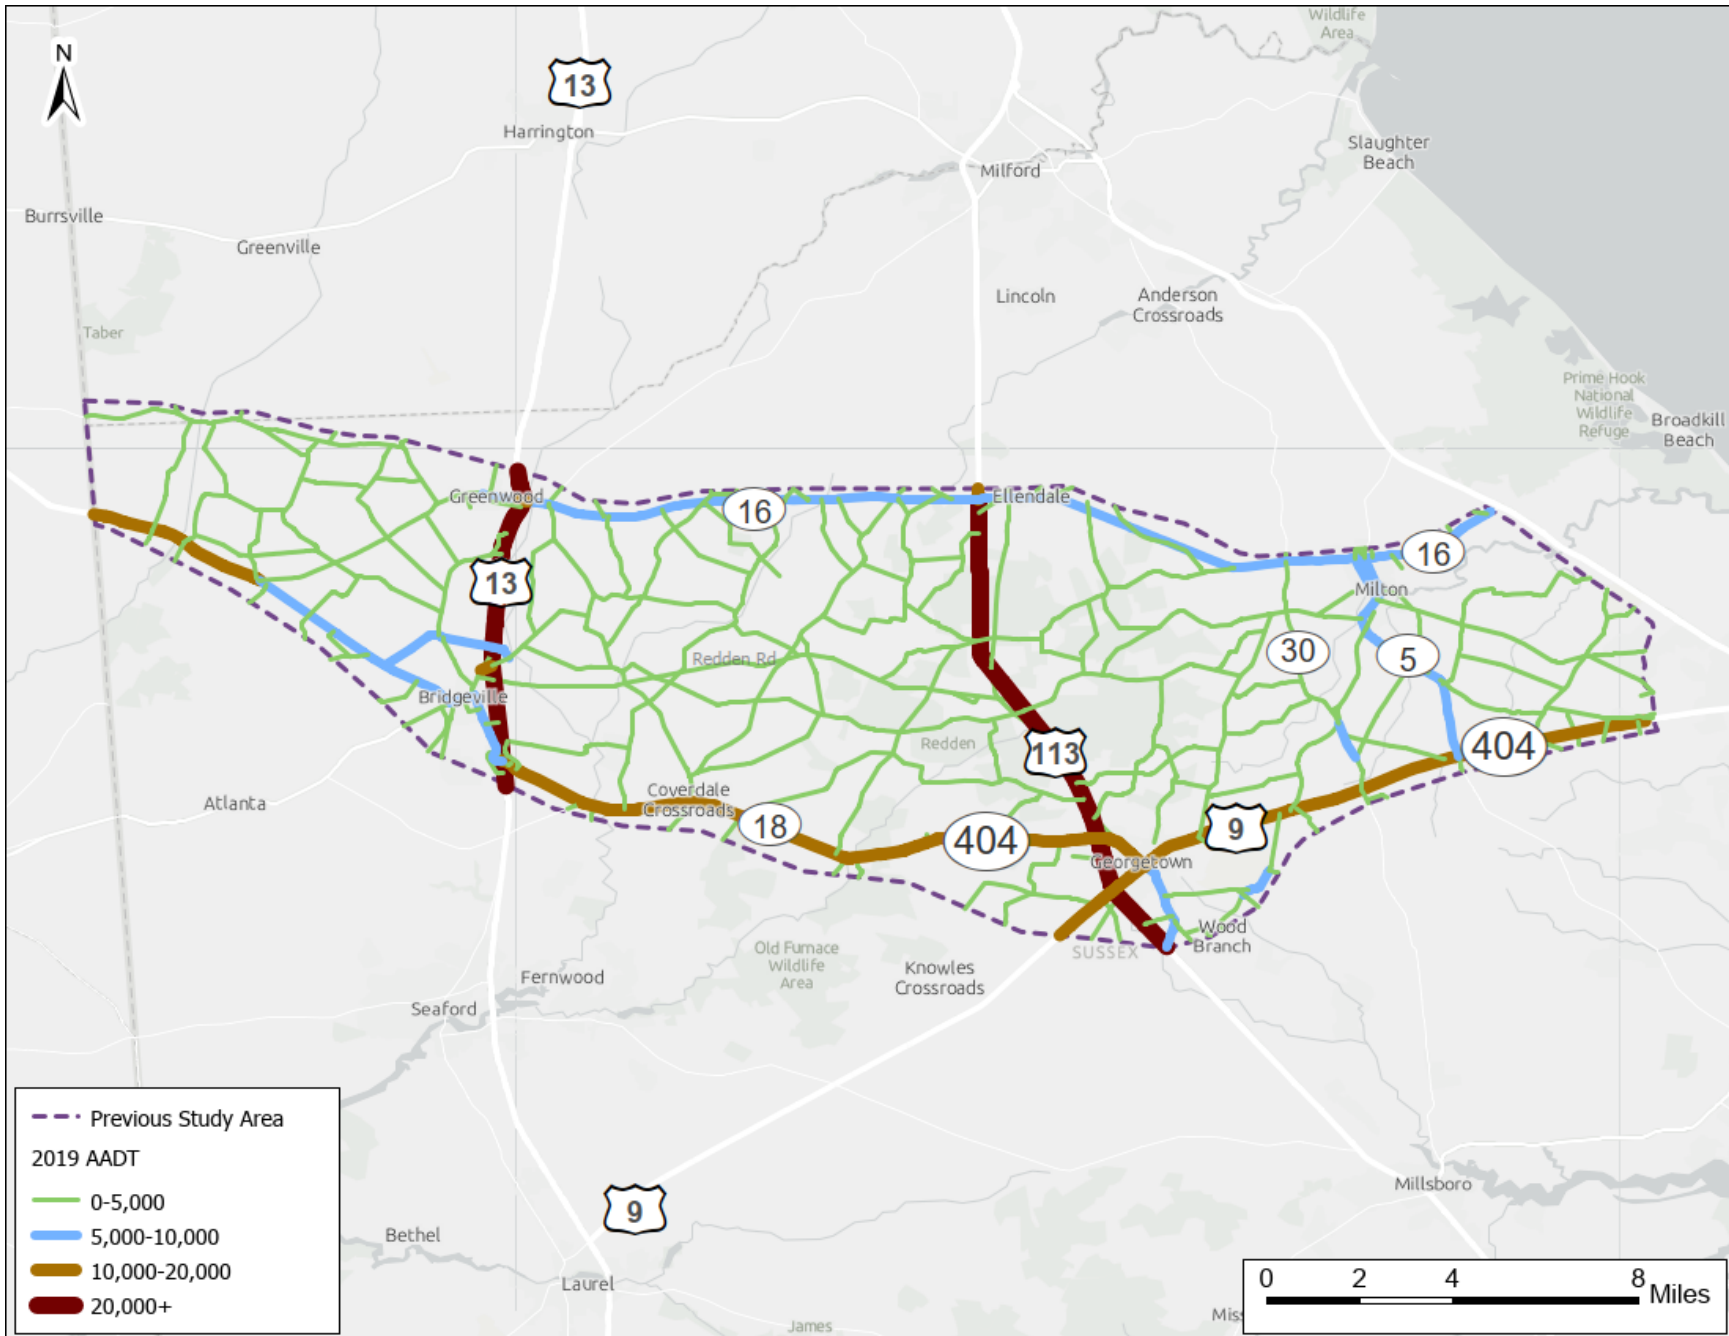 Wildlife
Area
N
13
Harrington
Slaughter
Beach
Milford
Burrsville
Greenville
Lincoln
Anderson
Crossroads
Taber
Prime Hook
National
Wildlife
Refuge
Broadkill
Beach
Greenwood
16
Ellendale
16
13
Milton
30
5
Redden Rd
Bridgeville
Redden
113
404
Atlanta
Coverdale
Crossroads
18
404
9
Georgetown
Wood
Branch
SUSSEX
Old Furnace
Wildlife
Area
Knowles
Crossroads
Fernwood
Seaford
Previous Study Area
2019 AADT
0-5,000
5,000-10,000
10,000-20,000
20,000+
Millsboro
9
Bethel
Laurel
James
Miss
0 2 4 8
Miles